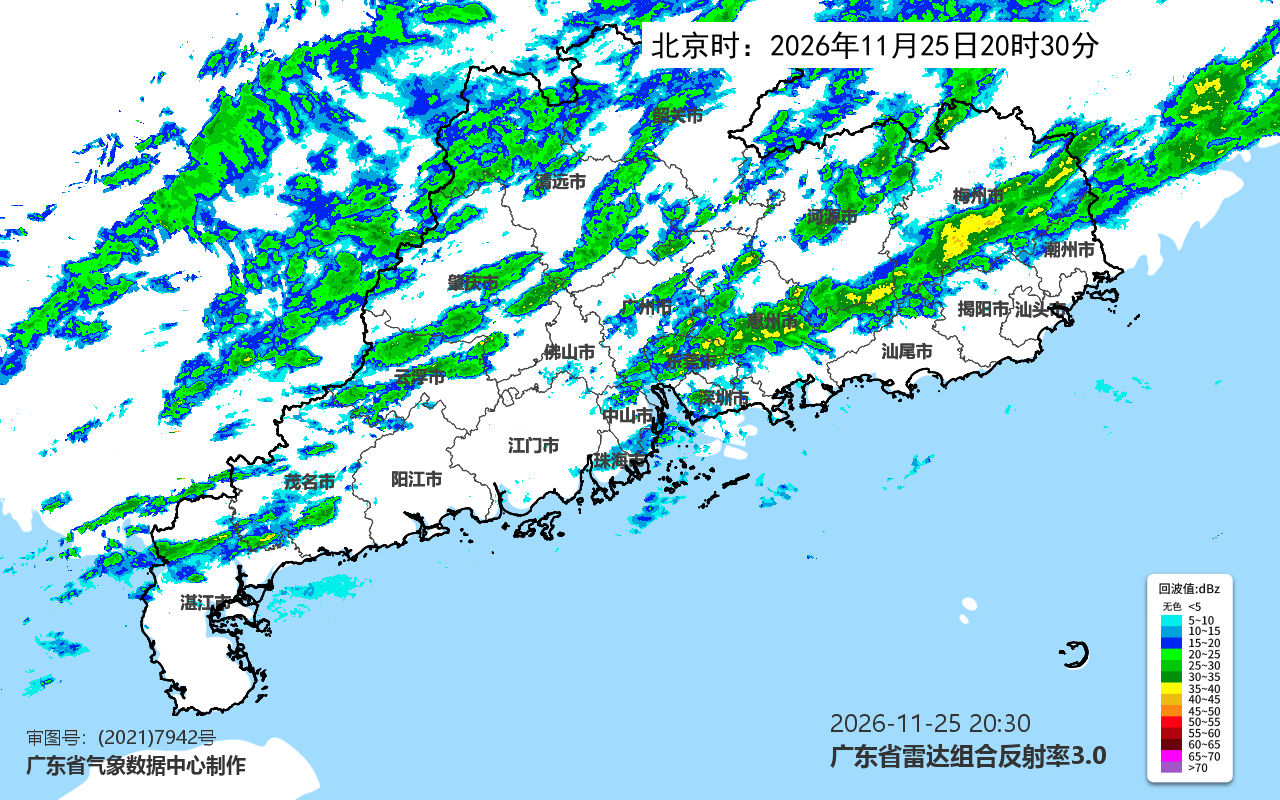 北京时：2026年11月25日20时30分
韶关市
清远市
梅州市
河源市
潮州市
肇庆市
广州市
揭阳市
汕头市
惠州市
佛山市
东莞市
汕尾市
云浮市
深圳市
中山市
江门市
珠海市
茂名市
阳江市
湛江市
回波值:dBz
无色 <5
5~10
10~15
15~20
20~25
25~30
30~35
35~40
40~45
45~50
50~55
55~60
60~65
65~70
>70
2026-11-25 20:30
广东省雷达组合反射率3.0
审图号：(2021)7942号
广东省气象数据中心制作